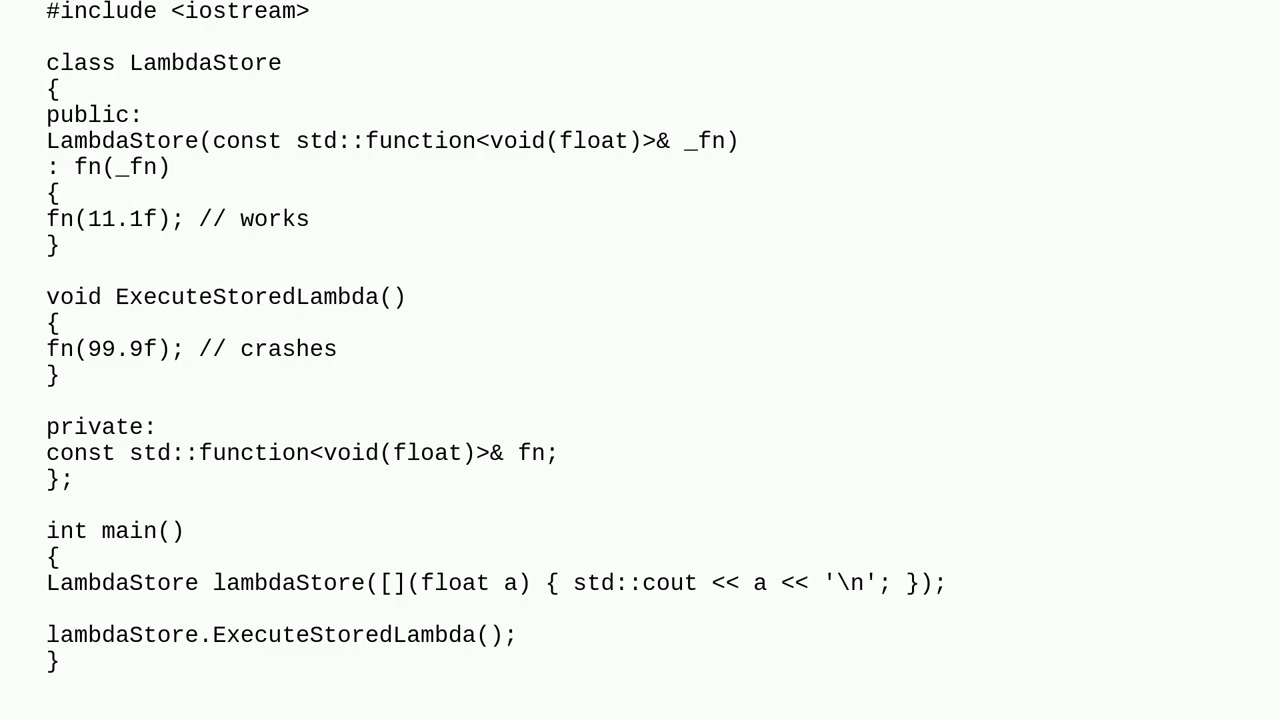 #include <iostream>
class LambdaStore
{
public:
LambdaStore(const std::function<void(float)>& _fn)
: fn(_fn)
{
fn(11.1f); // works
}
void ExecuteStoredLambda()
{
fn(99.9f); // crashes
}
private:
const std::function<void(float)>& fn;
};
int main()
{
LambdaStore lambdaStore([](float a) { std::cout << a << '\n'; });
lambdaStore.ExecuteStoredLambda();
}